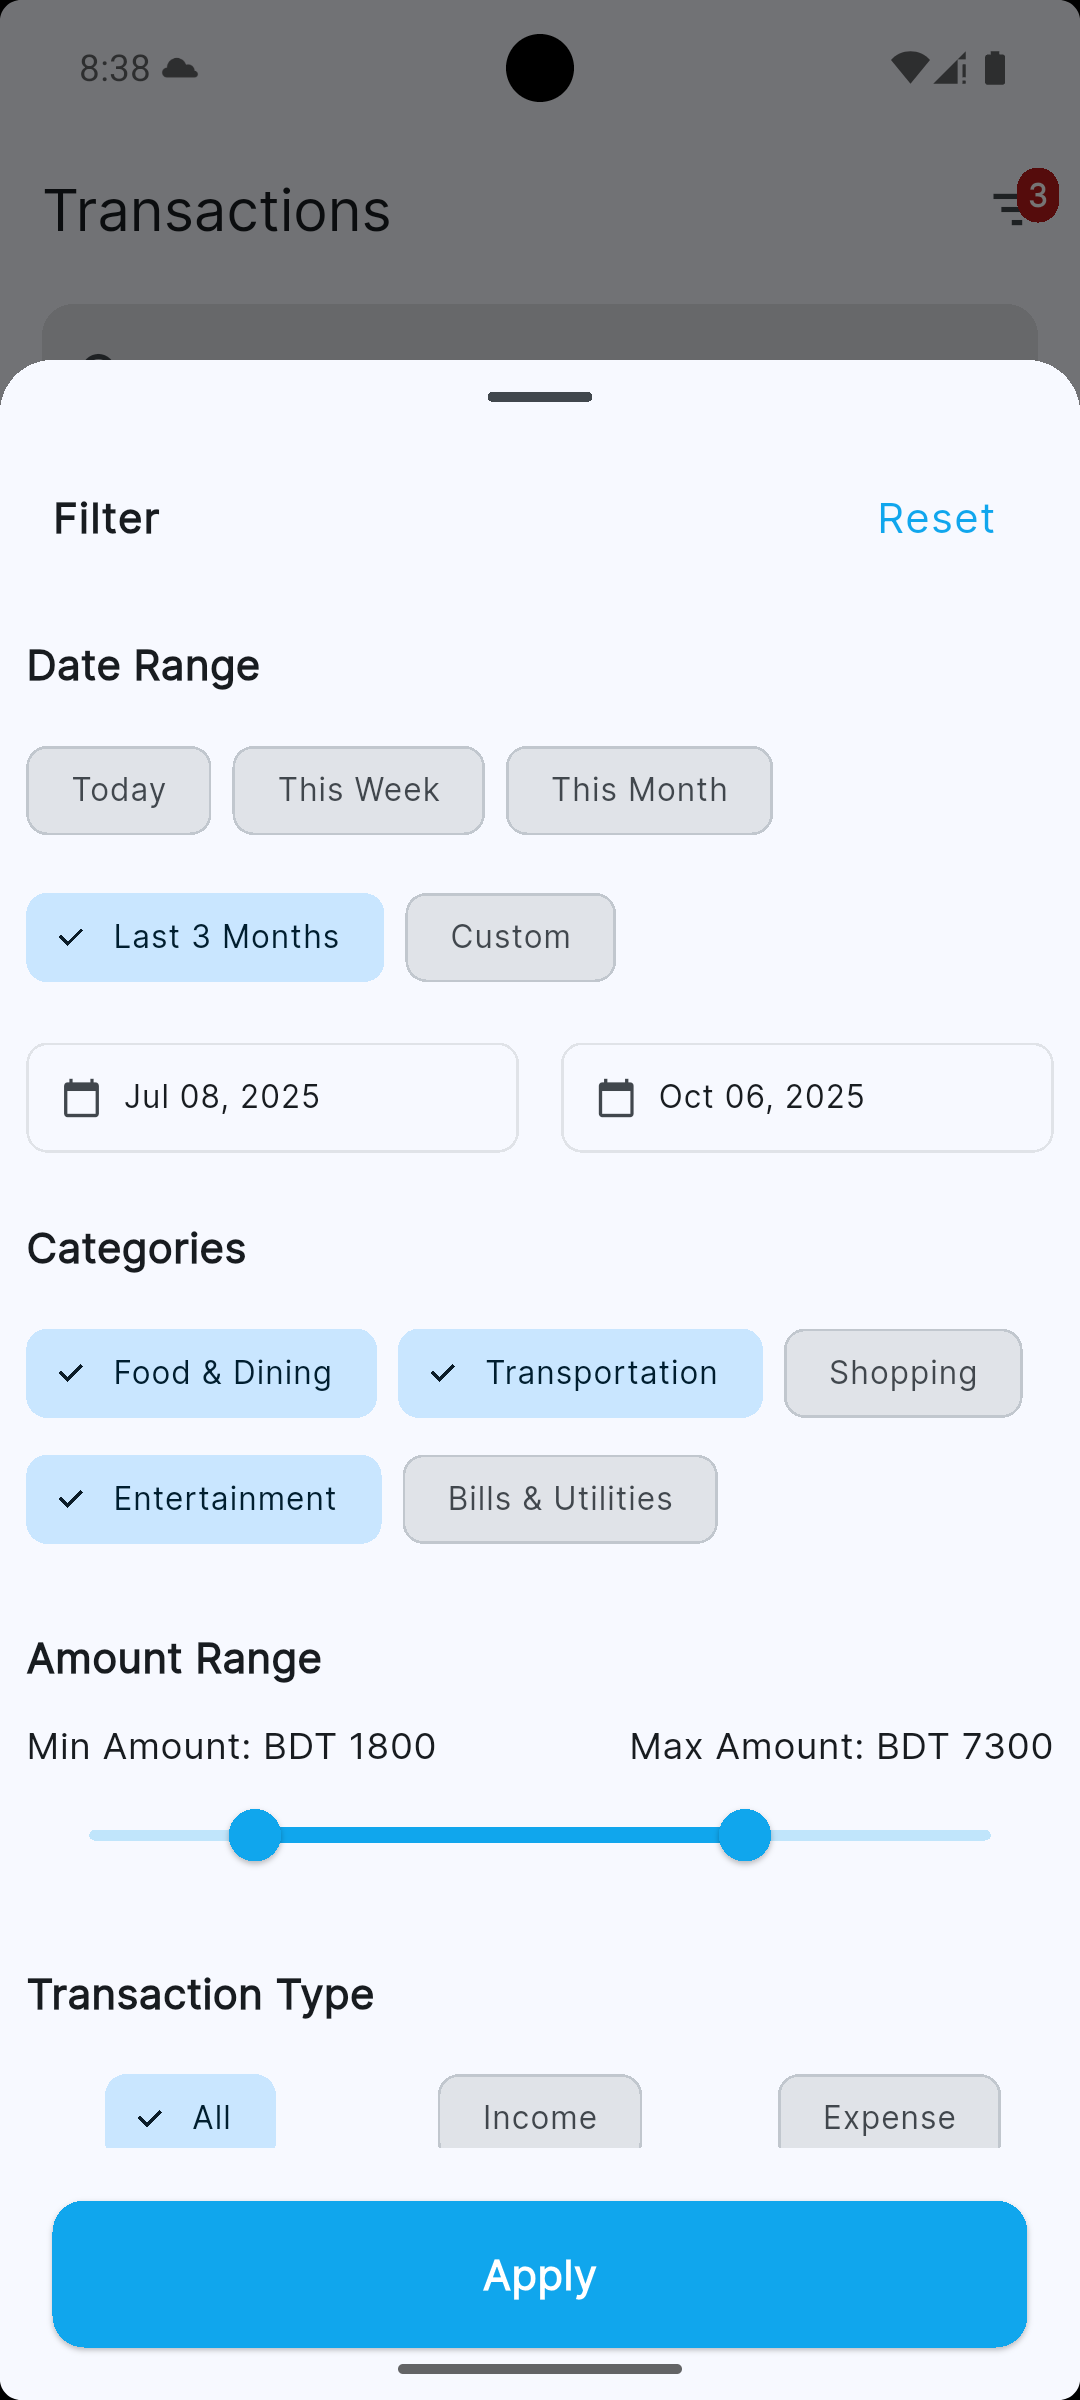 8:38
Transactions
3
Filter
Reset
Date Range
Today
This Week
This Month
Last 3 Months
Custom
Jul 08, 2025
Oct 06, 2025
Categories
Food & Dining
Transportation
Shopping
Entertainment
Bills & Utilities
Amount Range
Min Amount: BDT 1800
Max Amount: BDT 7300
Transaction Type
All
Income
Expense
Apply